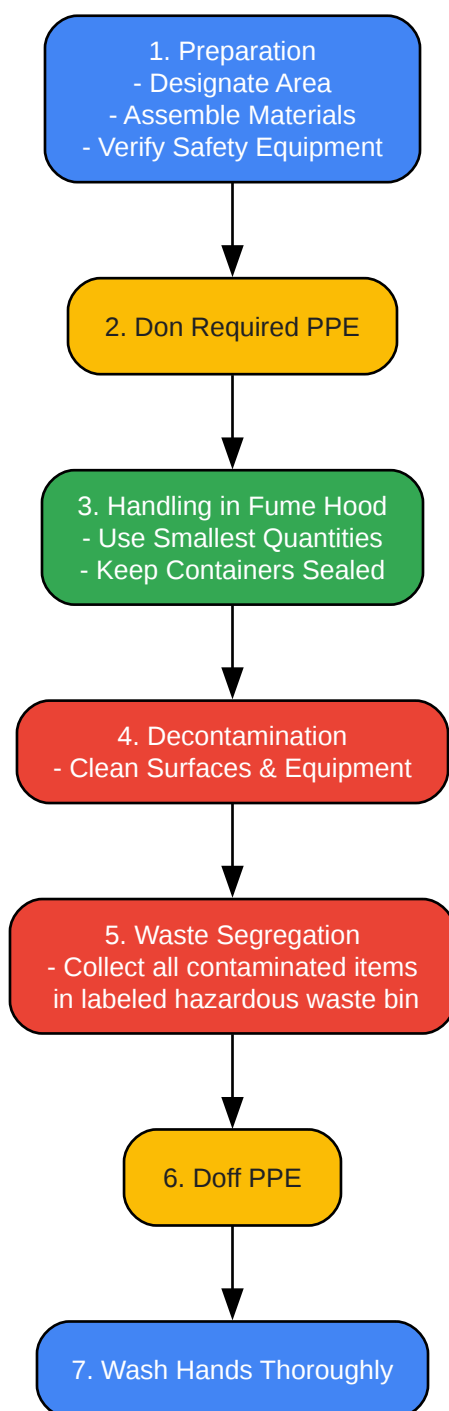 1. Preparation
- Designate Area
- Assemble Materials
- Verify Safety Equipment
2. Don Required PPE
3. Handling in Fume Hood
- Use Smallest Quantities
- Keep Containers Sealed
4. Decontamination
- Clean Surfaces & Equipment
5. Waste Segregation
- Collect all contaminated items
in labeled hazardous waste bin
6. Doff PPE
7. Wash Hands Thoroughly